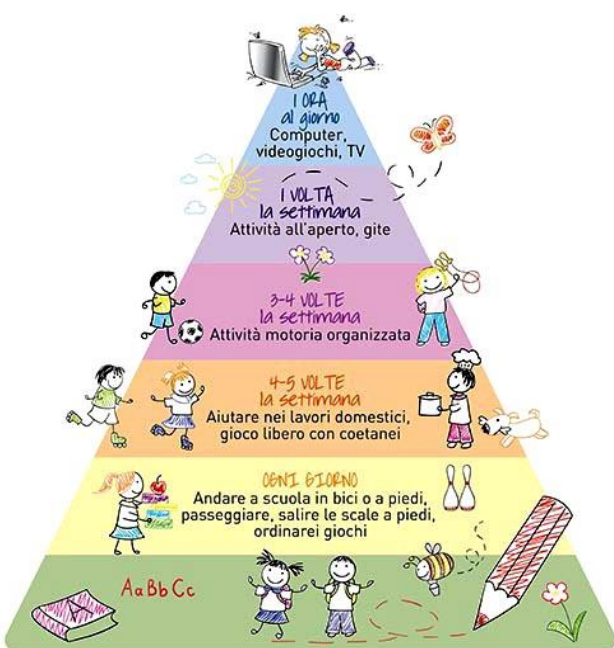 1 ORA
al giorno
Computer,
videogiochi, TV
1 VOLTA
la settimana
Attività all'aperto, gite
3-4 VOLTE
la settimana
Attività motoria organizzata
4-5 VOLTE
la settimana
Aiutare nei lavori domestici,
gioco libero con coetanei
OGNI GIORNO
Andare a scuola in bici o a piedi,
passeggiare, salire le scale a piedi,
ordinarei giochi
AaBbCc
A